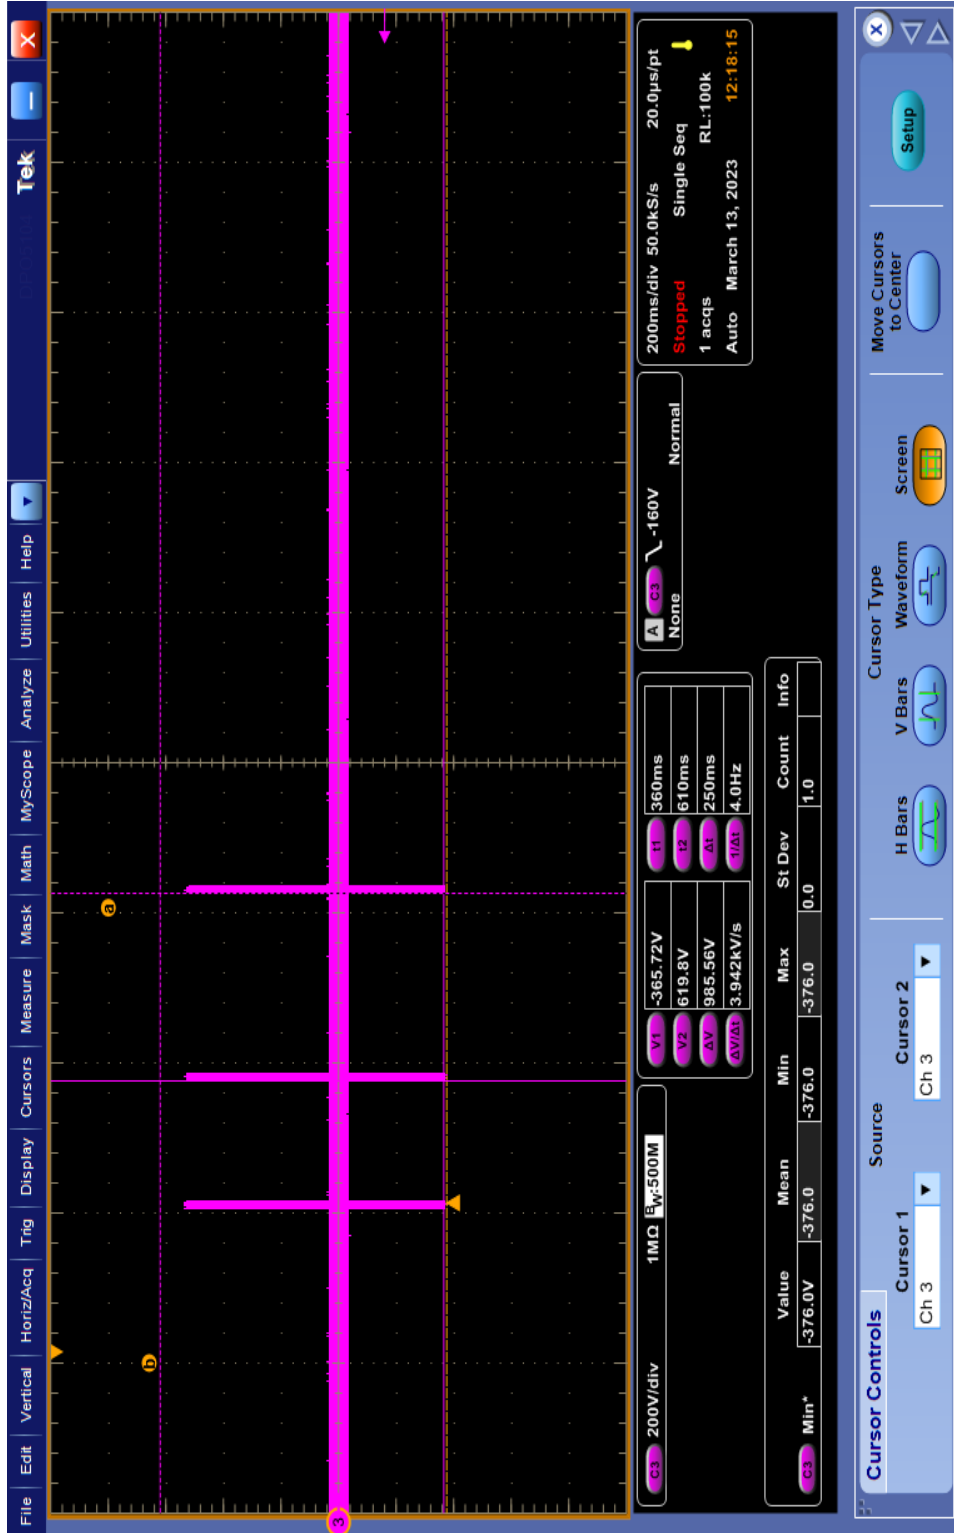 File Edit Vertical Horiz/Acq Trig Display Cursors Measure Mask Math MyScope Analyze Utilities Help Tek
a
b
3
C3 200V/div 1MΩ BW:500M
V1 -365.72V t1 360ms
V2 619.8V t2 610ms
ΔV 985.56V Δt 250ms
ΔV/Δt 3.942kV/s 1/Δt 4.0Hz
A C3 -160V
None Normal
200ms/div 50.0kS/s 20.0µs/pt
Stopped Single Seq
1 acqs RL:100k
Auto March 13, 2023 12:18:15
Value Mean Min Max St Dev Count Info
C3 Min* -376.0V -376.0 -376.0 -376.0 0.0 1.0
Cursor Controls
Source
Cursor 1
Ch 3
Cursor 2
Ch 3
Cursor Type
H Bars
V Bars
Waveform
Screen
Move Cursors
to Center
Setup
X